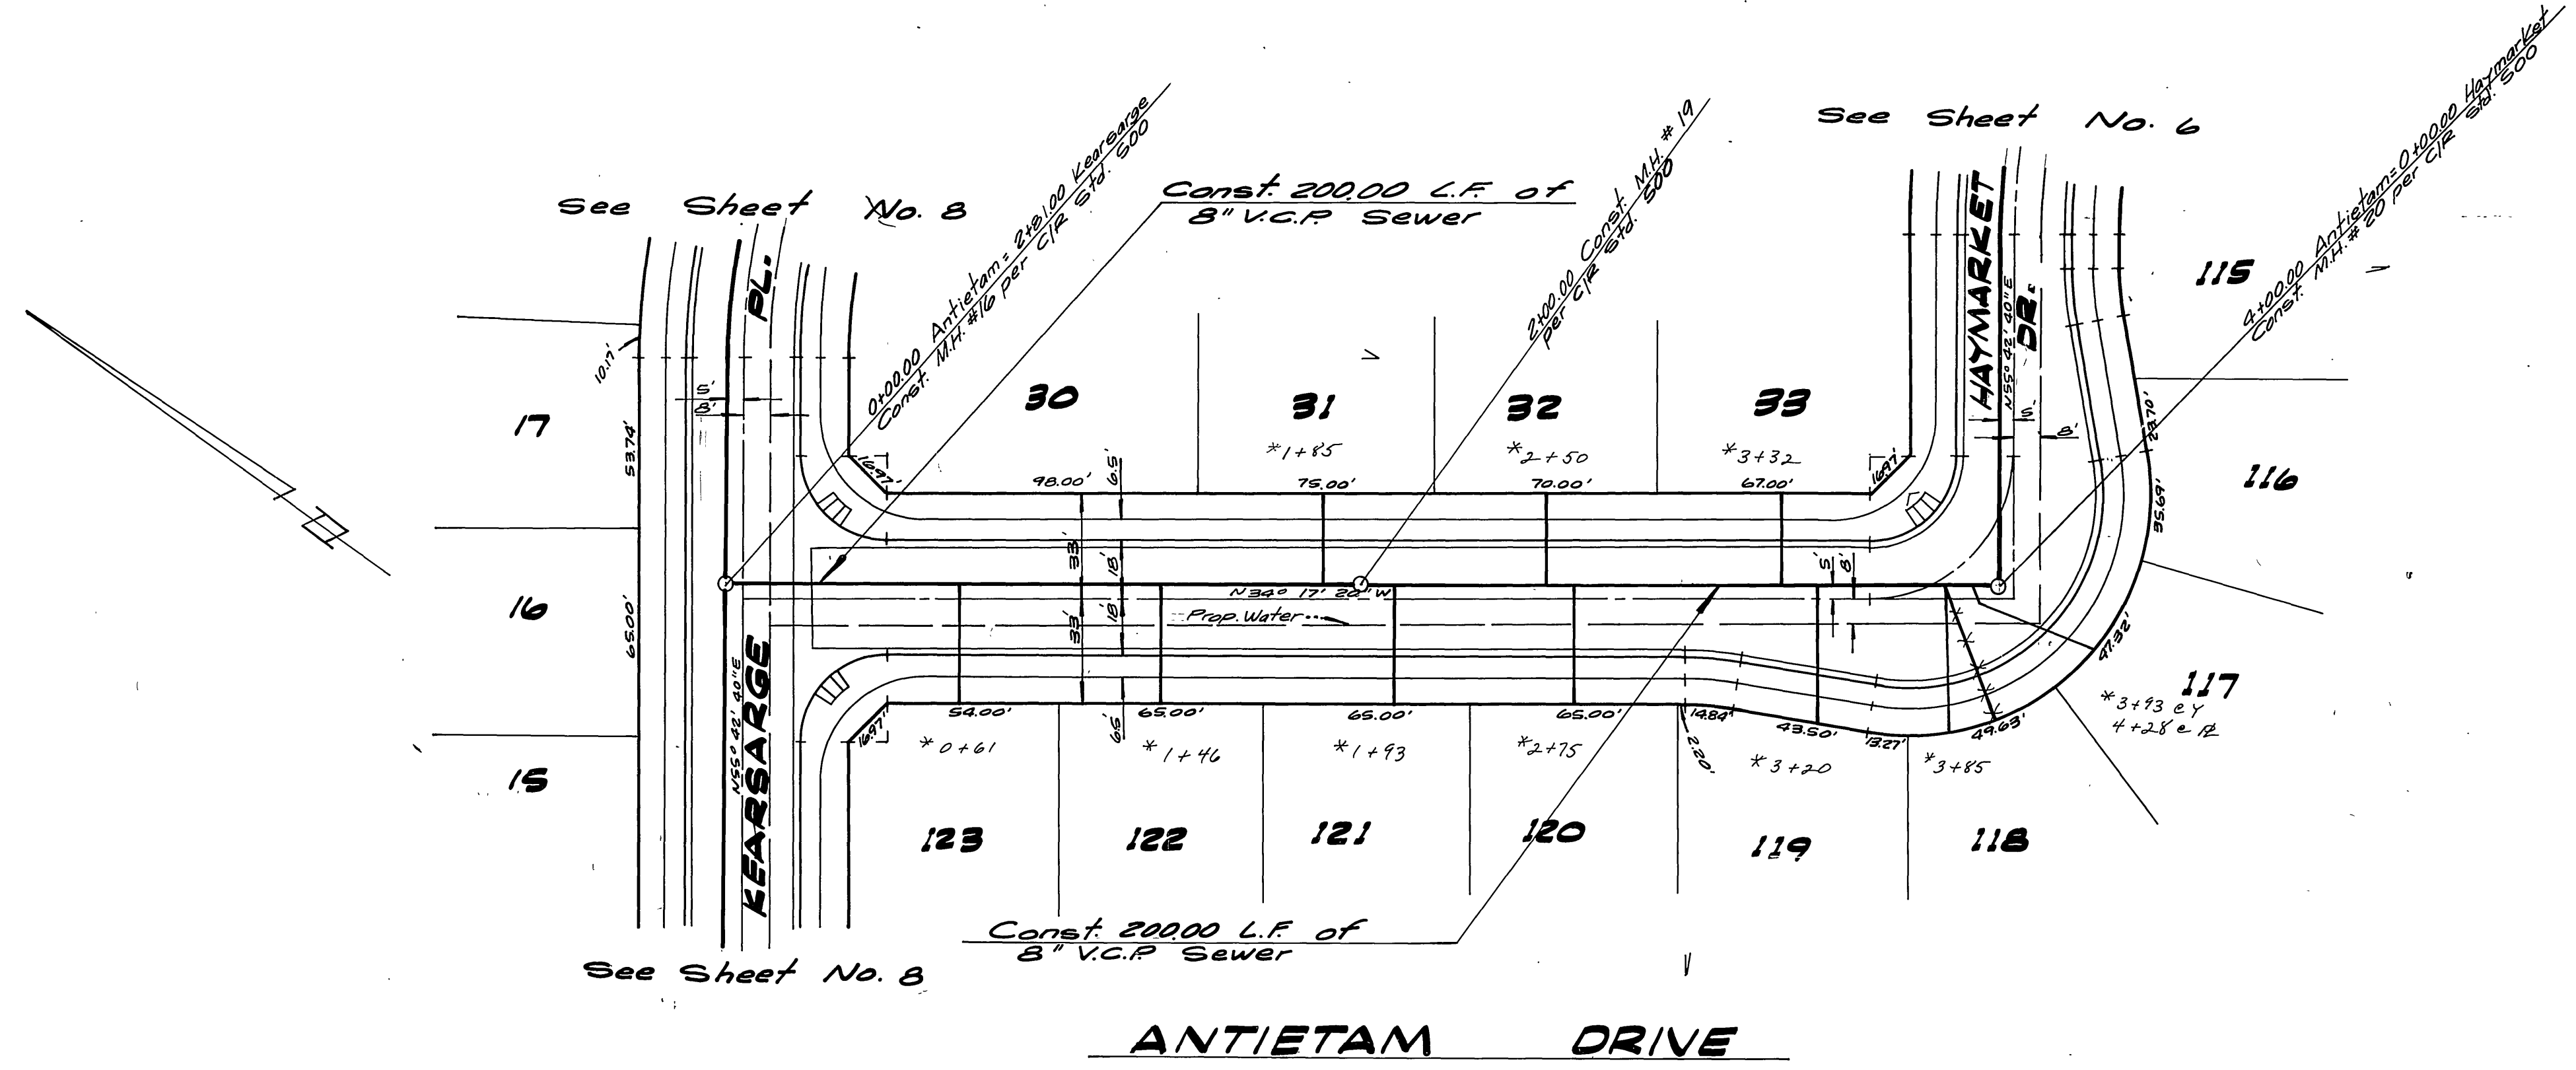 See Sheet No. 8
0+00.00 Antietam = 2+81.00 Kearsarge
Const. M.H. #16 per C/R Std. 500
Const. 200.00 L.F. of
8" V.C.P. Sewer
2+00.00 Const. M.H. # 19
per C/R Std. 500
See Sheet No. 6
4+00.00 Antietam = 0+00.00 Haymarket
Const. M.H. # 20 per C/R Std. 500
PL.
HAYMARKET
DR.
N55° 42' 40"E
115
10.17'
5'
8'
17
53.74'
30
31
32
33
*1+85
*2+50
*3+32
5'
8'
23.70'
116
35.69'
16.97'
98.00'
6.5'
75.00'
70.00'
67.00'
16.97'
33'
18'
5'
8'
N34° 17' 20"W
Prop. Water
33'
18'
16
65.00'
N55° 42' 40"E
KEARSARGE
47.32'
117
*3+93 @ Y
4+28 @ PL
16.97'
54.00'
6.5'
65.00'
65.00'
65.00'
2.20'
14.84'
43.50'
13.27'
49.63'
*0+61
*1+46
*1+93
*2+75
*3+20
*3+85
15
123
122
121
120
119
118
Const. 200.00 L.F. of
8" V.C.P. Sewer
See Sheet No. 8
ANTIETAM DRIVE